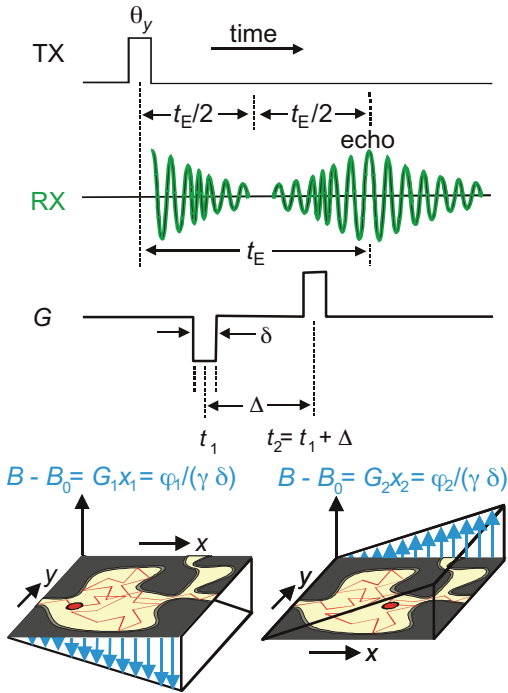 θy
TX
time
tE/2 tE/2
echo
RX
tE
G
δ
Δ
t1 t2= t1 + Δ
B - B0= G1x1= φ1/(γ δ) B - B0= G2x2= φ2/(γ δ)
x
y
y
x